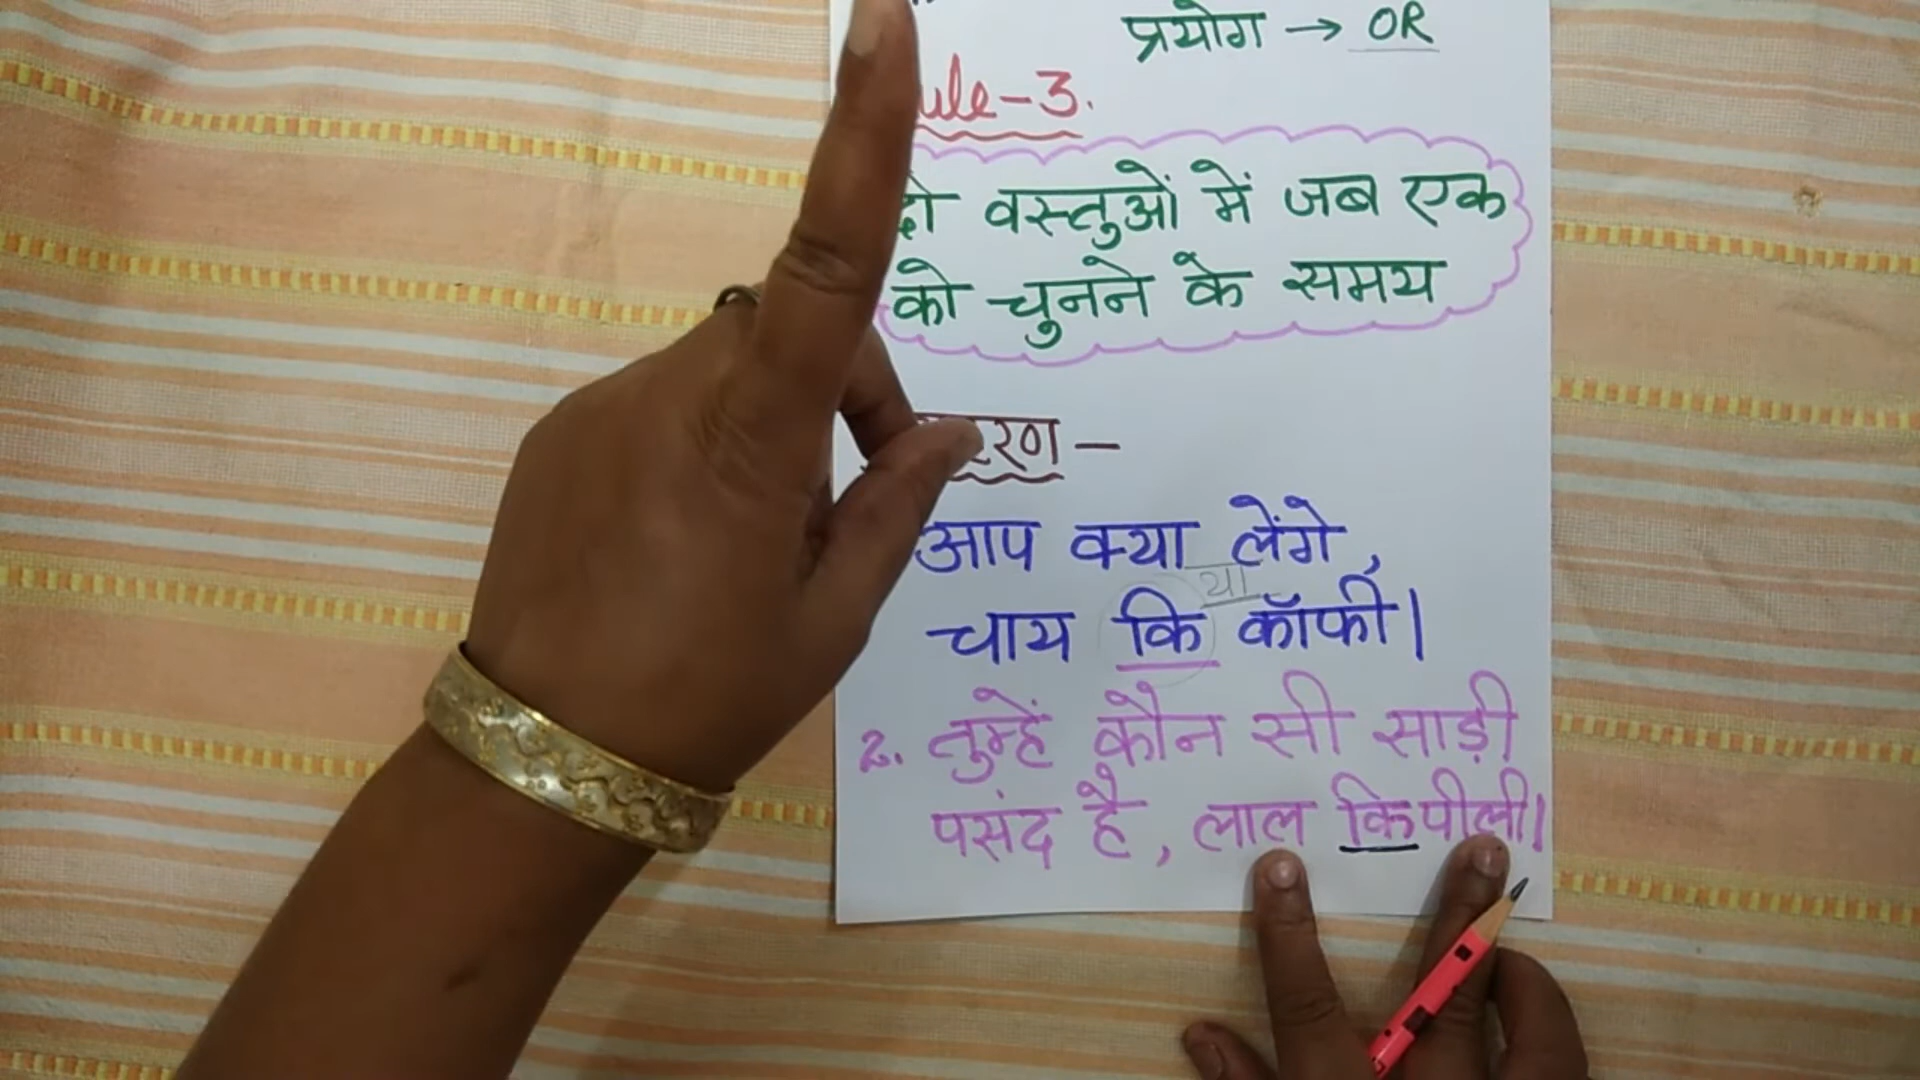 प्रयोग → OR
ule-3.
दो वस्तुओं में जब एक
को चुनने के समय
रण –
आप क्या लेंगे,
या
चाय कि कॉफी।
2. तुम्हें कौन सी साड़ी
पसंद है, लाल कि पीली।